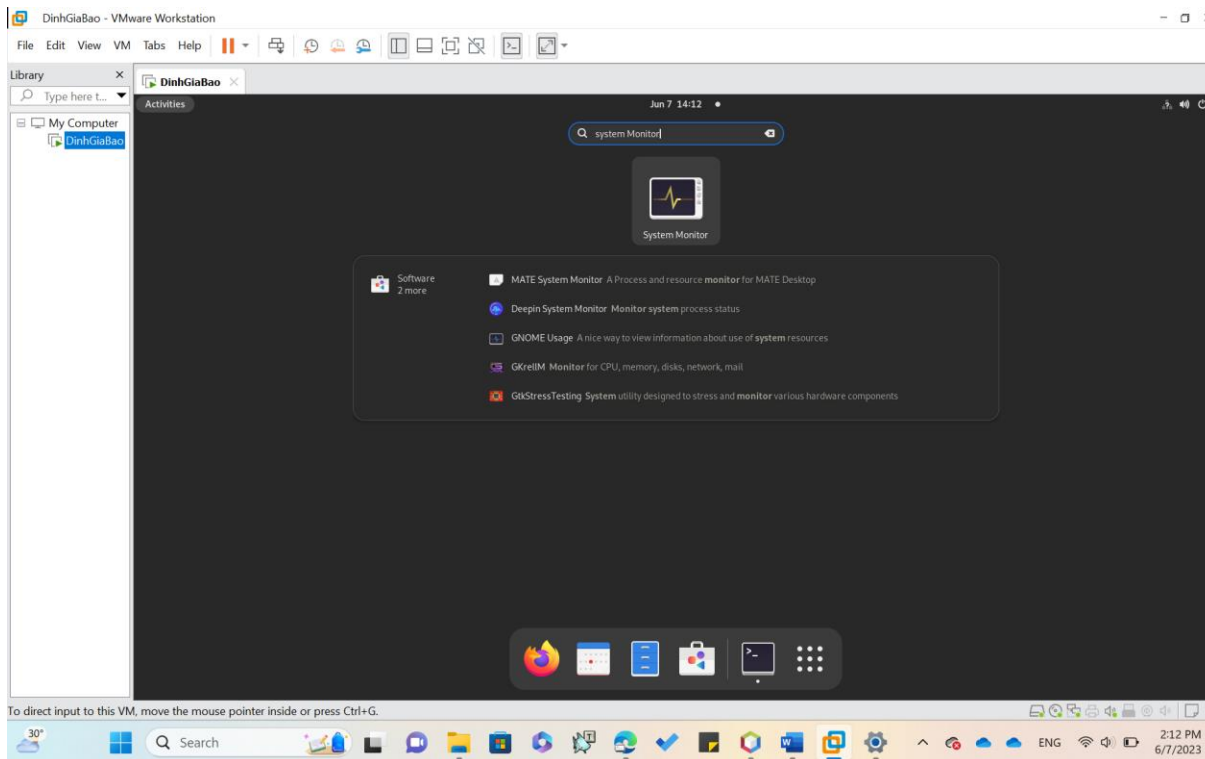 DinhGiaBao - VMware Workstation
File Edit View VM Tabs Help
Library
DinhGiaBao
Type here t...
My Computer
DinhGiaBao
Activities
Jun 7 14:12
system Monitor
System Monitor
Software
2 more
MATE System Monitor A Process and resource monitor for MATE Desktop
Deepin System Monitor Monitor system process status
GNOME Usage A nice way to view information about use of system resources
GKrellM Monitor for CPU, memory, disks, network, mail
GtkStressTesting System utility designed to stress and monitor various hardware components
To direct input to this VM, move the mouse pointer inside or press Ctrl+G.
30°
Search
ENG
2:12 PM
6/7/2023